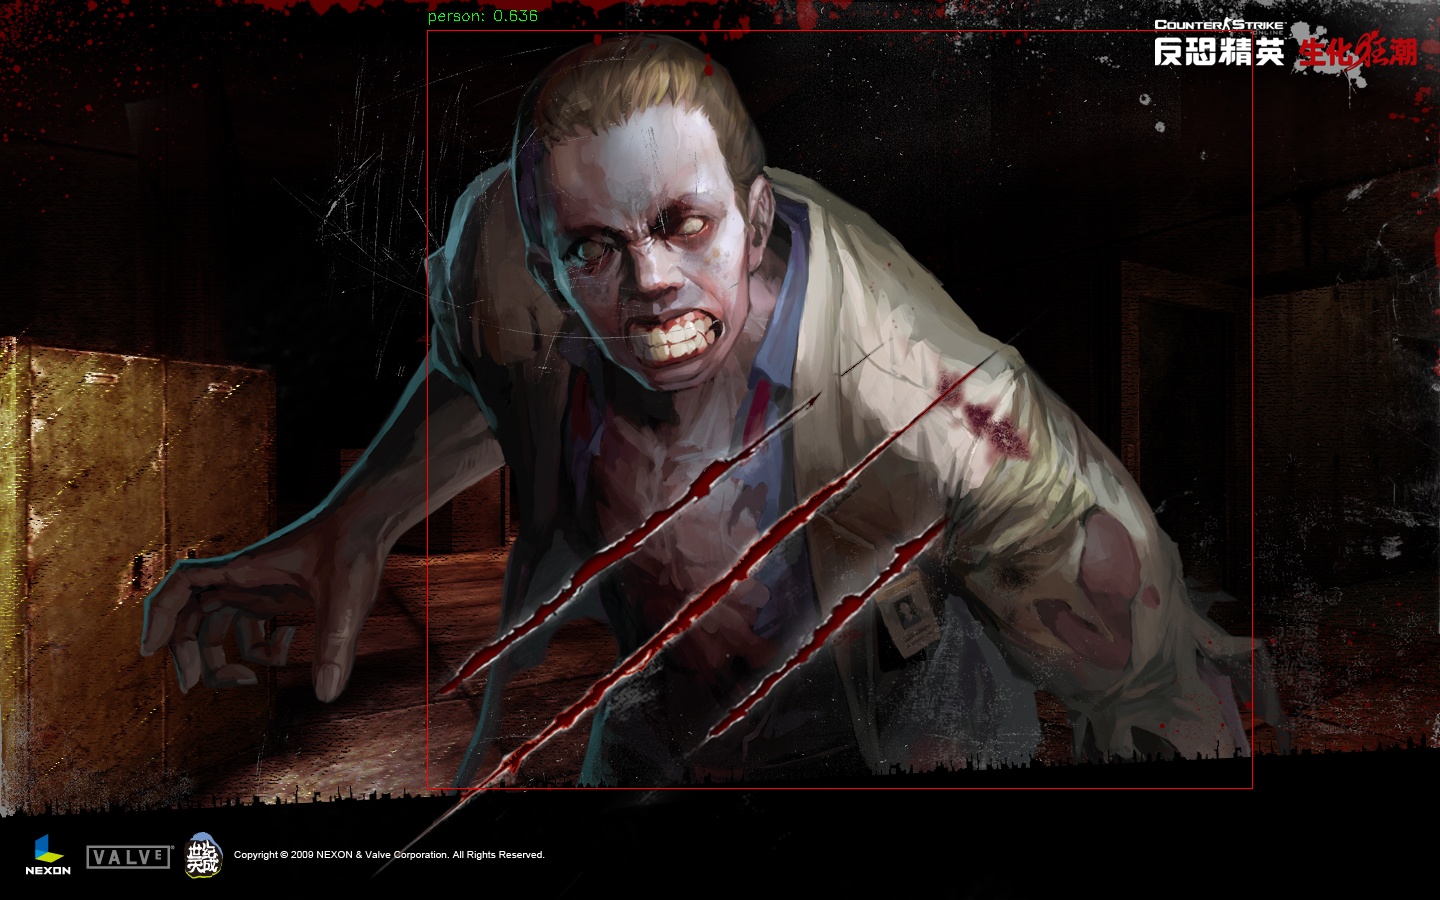 person: 0.636
COUNTER STRIKE
ONLINE
反恐精英 生化狂潮
NEXON
VALVE
世纪天成
Copyright © 2009 NEXON & Valve Corporation. All Rights Reserved.